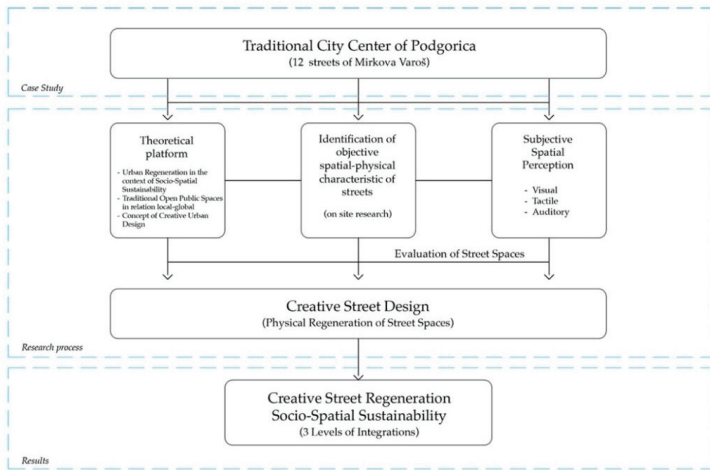 Traditional City Center of Podgorica
(12 streets of Mirkova Varoš)
Case Study
Theoretical
platform
- Urban Regeneration in the
context of Socio-Spatial
Sustainability
- Traditional Open Public Spaces
in relation local-global
- Concept of Creative Urban
Design
Identification of
objective
spatial-physical
characteristic of
streets
(on site research)
Subjective
Spatial
Perception
- Visual
- Tactile
- Auditory
Evaluation of Street Spaces
Creative Street Design
(Physical Regeneration of Street Spaces)
Research process
Creative Street Regeneration
Socio-Spatial Sustainability
(3 Levels of Integrations)
Results